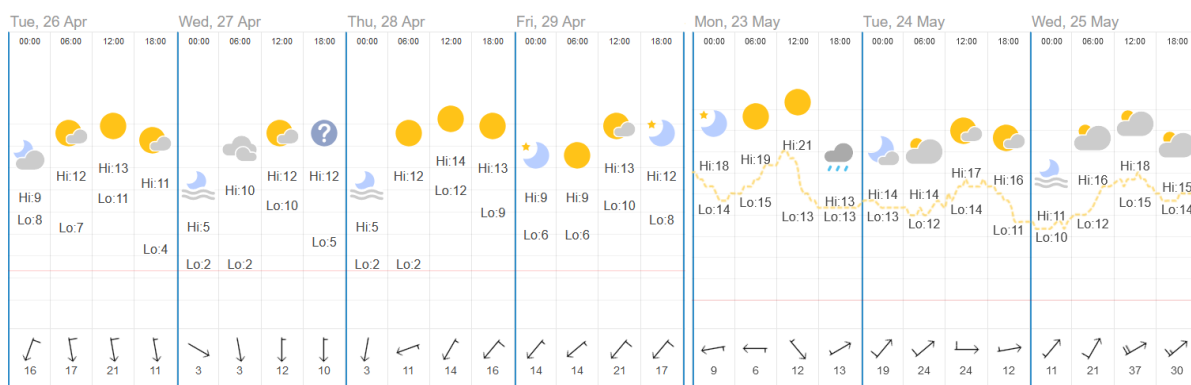 Tue, 26 Apr Wed, 27 Apr Thu, 28 Apr Fri, 29 Apr Mon, 23 May Tue, 24 May Wed, 25 May
00:00 06:00 12:00 18:00 00:00 06:00 12:00 18:00 00:00 06:00 12:00 18:00 00:00 06:00 12:00 18:00 00:00 06:00 12:00 18:00 00:00 06:00 12:00 18:00 00:00 06:00 12:00 18:00
?
Hi:9 Hi:12 Hi:13 Hi:11 Hi:5 Hi:10 Hi:12 Hi:12 Hi:5 Hi:12 Hi:14 Hi:13 Hi:9 Hi:9 Hi:13 Hi:12 Hi:18 Hi:19 Hi:21 Hi:13 Hi:14 Hi:14 Hi:17 Hi:16 Hi:11 Hi:16 Hi:18 Hi:15
Lo:8 Lo:7 Lo:11 Lo:4 Lo:2 Lo:2 Lo:10 Lo:5 Lo:2 Lo:2 Lo:12 Lo:9 Lo:6 Lo:6 Lo:10 Lo:8 Lo:14 Lo:15 Lo:13 Lo:13 Lo:13 Lo:12 Lo:14 Lo:11 Lo:10 Lo:12 Lo:15 Lo:14
16 17 21 11 3 3 12 10 3 11 14 16 14 14 21 17 9 6 12 13 19 24 24 12 11 21 37 30